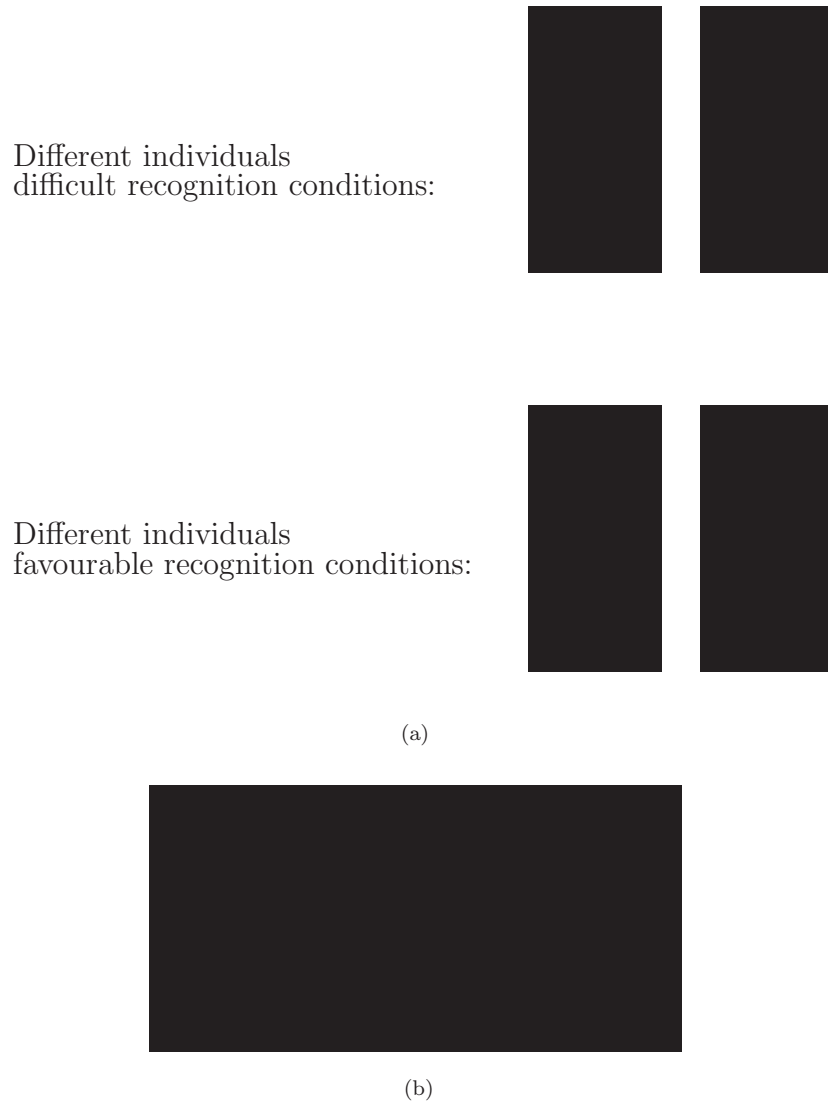 Different individuals
difficult recognition conditions:
Different individuals
favourable recognition conditions:
(a)
(b)